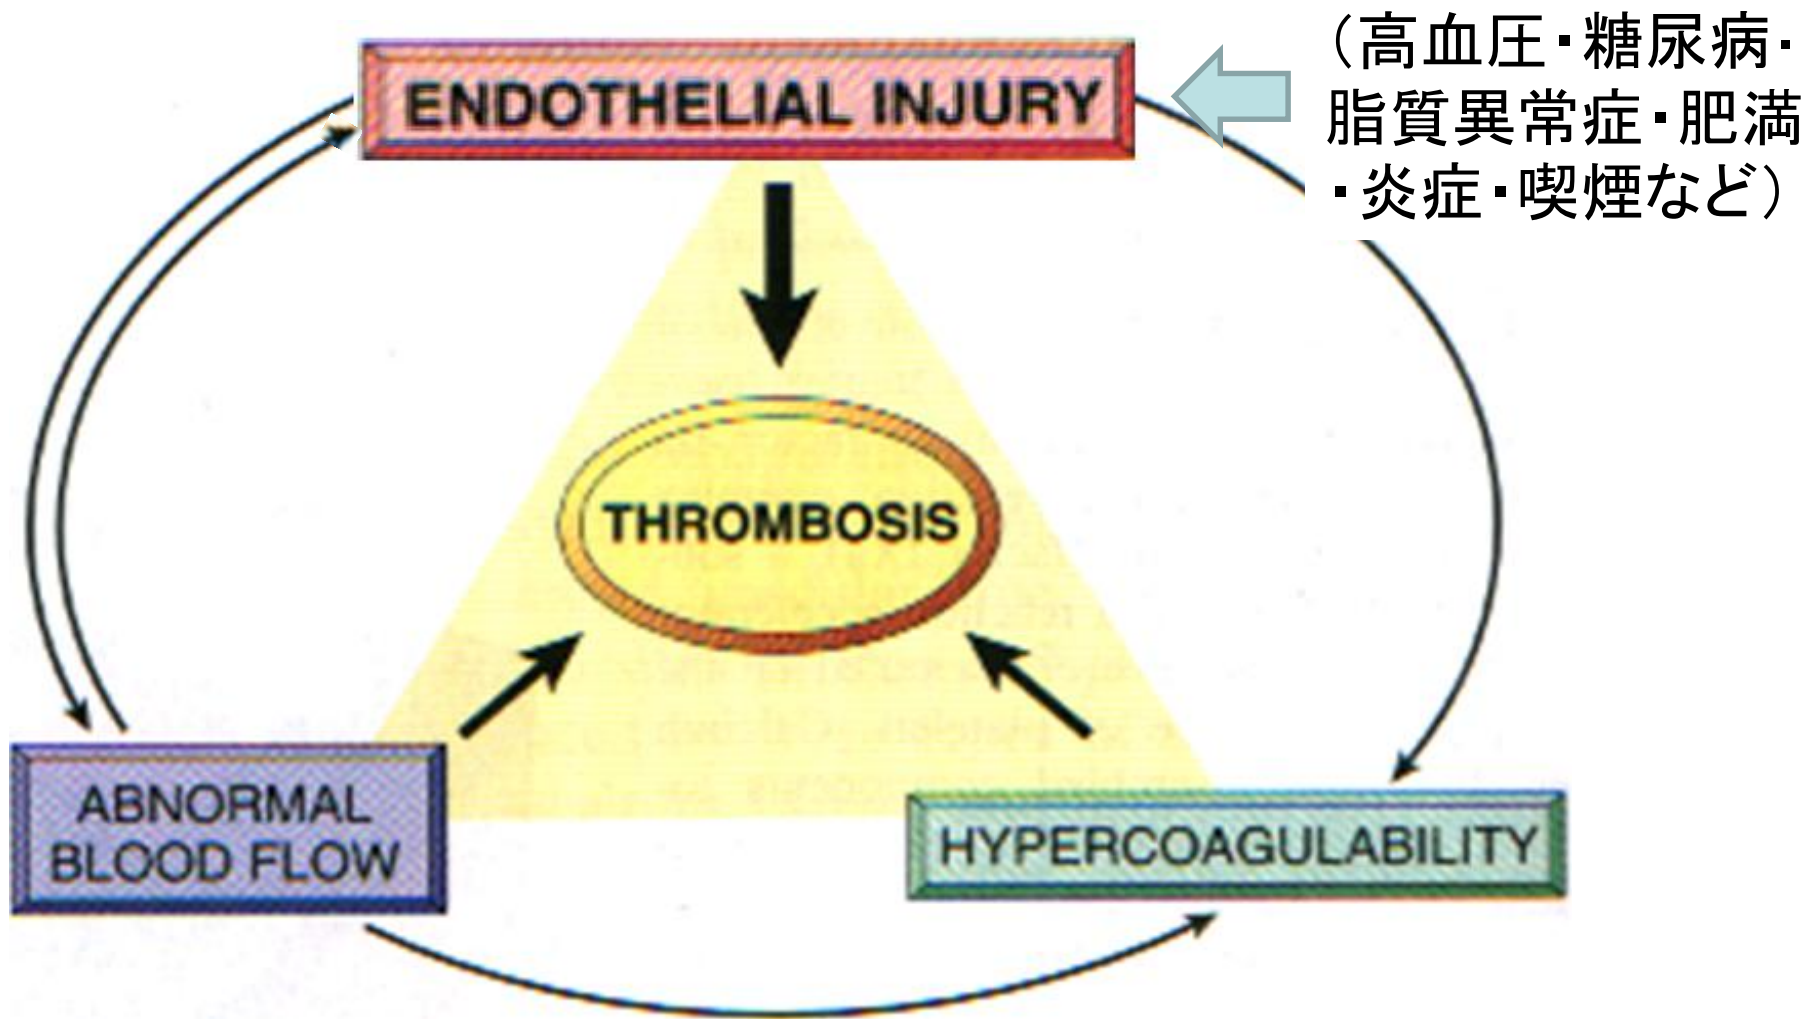 ENDOTHELIAL INJURY
（高血圧・糖尿病・
脂質異常症・肥満
・炎症・喫煙など）
THROMBOSIS
ABNORMAL
BLOOD FLOW
HYPERCOAGULABILITY